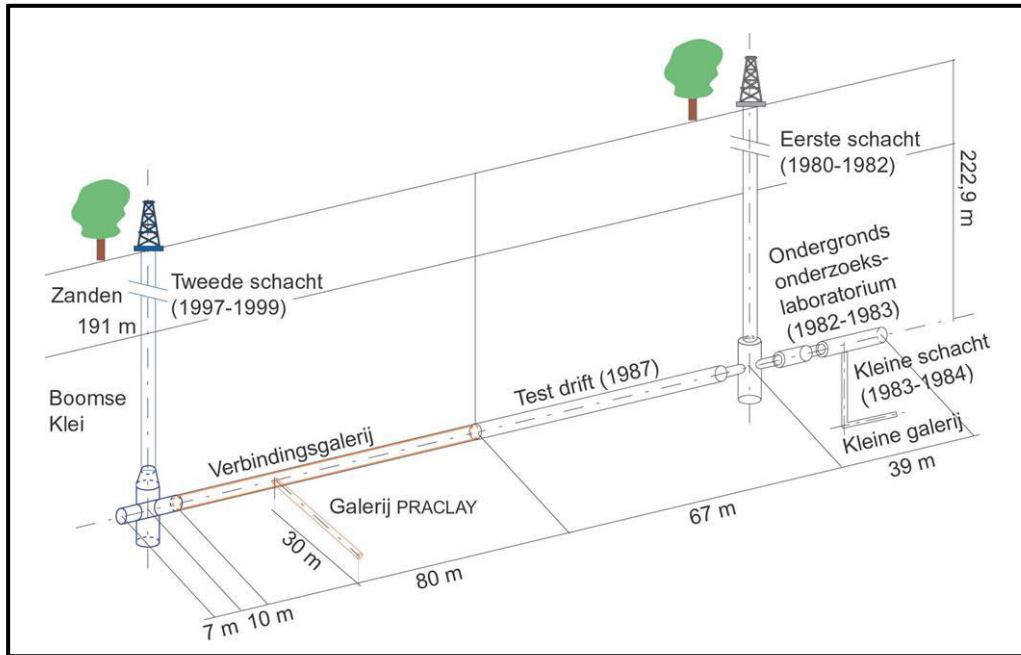 Eerste schacht
(1980-1982)
222,9 m
Ondergronds
onderzoeks-
laboratorium
(1982-1983)
Zanden
191 m
Tweede schacht
(1997-1999)
Boomse
Klei
Test drift (1987)
Kleine schacht
(1983-1984)
Kleine galerij
Verbindingsgalerij
Galerij PRACLAY
30 m
39 m
67 m
80 m
10 m
7 m